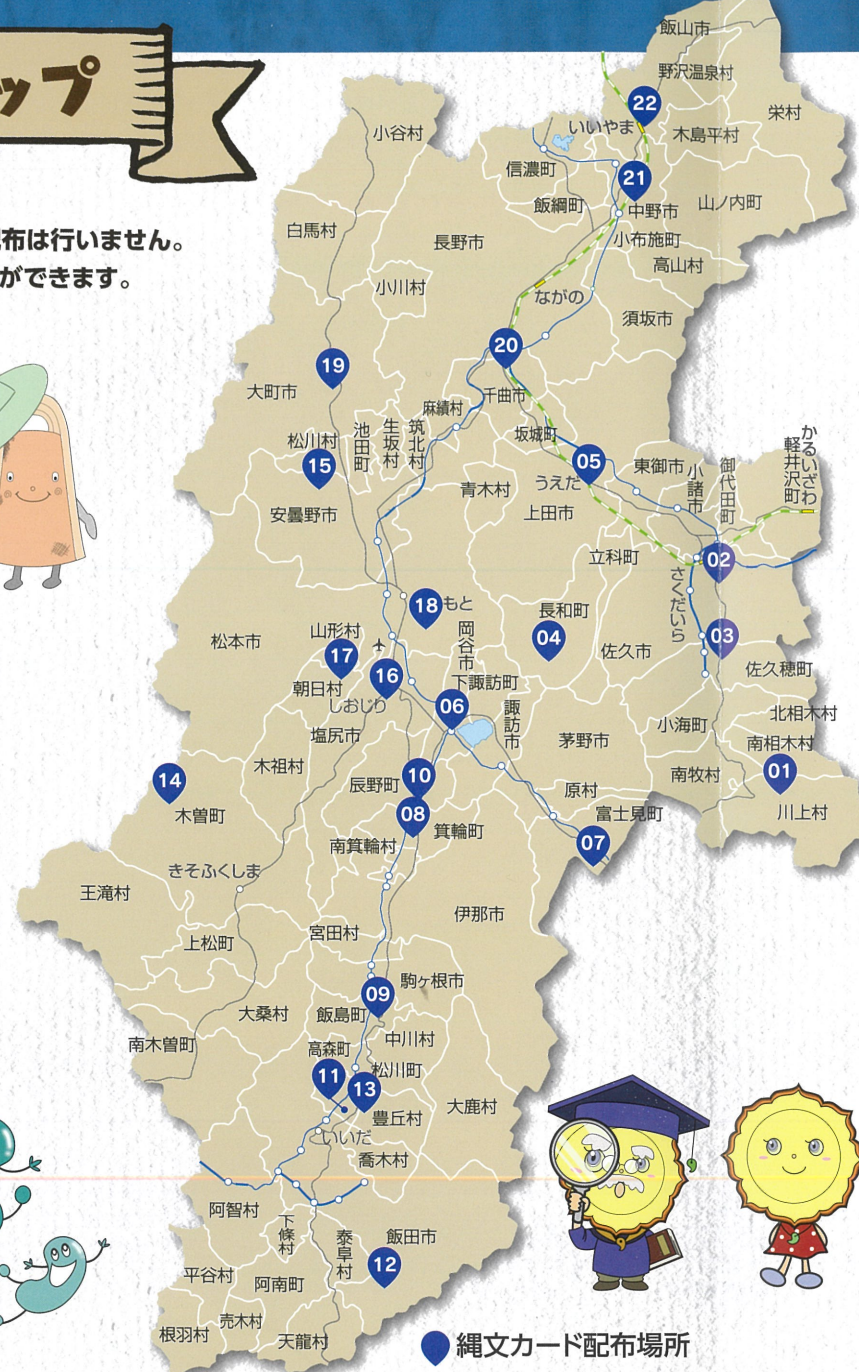 ップ
布は行いません。
ができます。
飯山市
野沢温泉村
22
栄村
いいやま
木島平村
小谷村
信濃町
21
飯綱町
中野市
山ノ内町
白馬村
長野市
小布施町
高山村
小川村
ながの
須坂市
20
19
大町市
千曲市
麻績村
坂城町
松川村
池田町
生坂村
筑北村
15
05
東御市
小諸市
御代田町
軽井沢町
かるいざわ
うえだ
青木村
安曇野市
上田市
立科町
02
さくだいら
18
もと
長和町
04
03
松本市
山形村
17
岡谷市
佐久市
佐久穂町
16
朝日村
下諏訪町
しおじり
06
諏訪市
小海町
北相木村
塩尻市
茅野市
南相木村
木祖村
南牧村
01
14
10
辰野町
原村
川上村
木曽町
08
富士見町
箕輪町
07
南箕輪村
きそふくしま
王滝村
伊那市
宮田村
上松町
駒ヶ根市
09
大桑村
飯島町
南木曽町
中川村
高森町
11
松川町
13
大鹿村
豊丘村
いいだ
喬木村
阿智村
下條村
泰阜村
飯田市
12
平谷村
阿南町
売木村
根羽村
天龍村
縄文カード配布場所